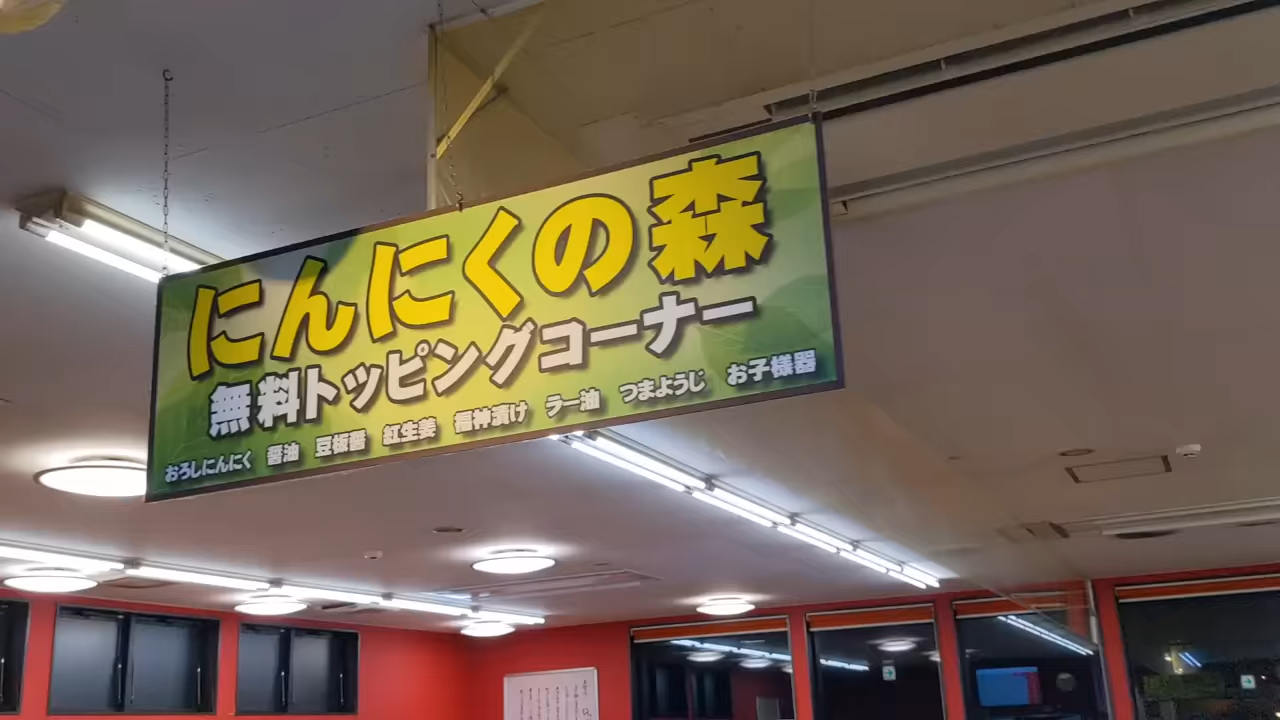 にんにくの森
無料トッピングコーナー
おろしにんにく 醤油 豆板醤 紅生姜 福神漬け ラー油 つまようじ お子様器